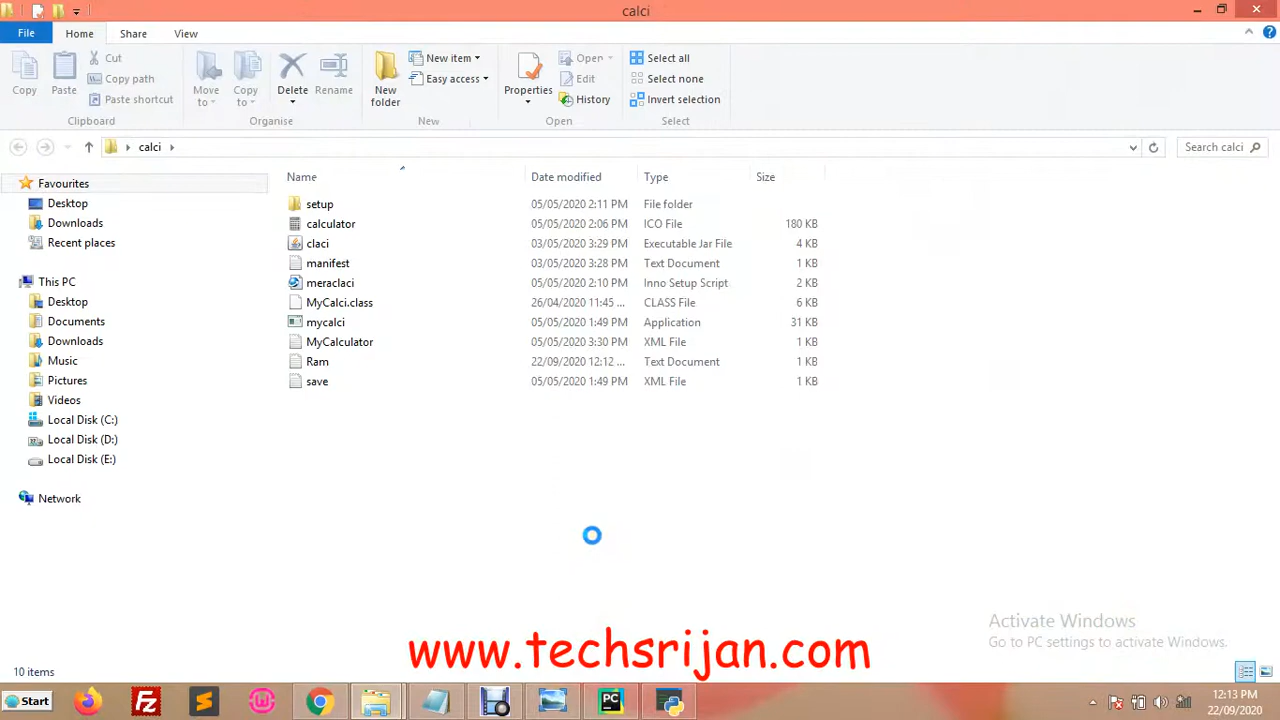 calci
File Home Share View
Copy Paste Cut Copy path Paste shortcut Move to Copy to Delete Rename New folder New item Easy access Properties Open Edit History Select all Select none Invert selection
Clipboard Organise New Open Select
calci Search calci
Name Date modified Type Size
Favourites
Desktop
Downloads
Recent places
This PC
Desktop
Documents
Downloads
Music
Pictures
Videos
Local Disk (C:)
Local Disk (D:)
Local Disk (E:)
Network
setup 05/05/2020 2:11 PM File folder
calculator 05/05/2020 2:06 PM ICO File 180 KB
claci 03/05/2020 3:29 PM Executable Jar File 4 KB
manifest 03/05/2020 3:28 PM Text Document 1 KB
meraclaci 05/05/2020 2:10 PM Inno Setup Script 2 KB
MyCalci.class 26/04/2020 11:45 ... CLASS File 6 KB
mycalci 05/05/2020 1:49 PM Application 31 KB
MyCalculator 05/05/2020 3:30 PM XML File 1 KB
Ram 22/09/2020 12:12 ... Text Document 1 KB
save 05/05/2020 1:49 PM XML File 1 KB
Activate Windows
Go to PC settings to activate Windows.
www.techsrijan.com
10 items
Start
12:13 PM
22/09/2020